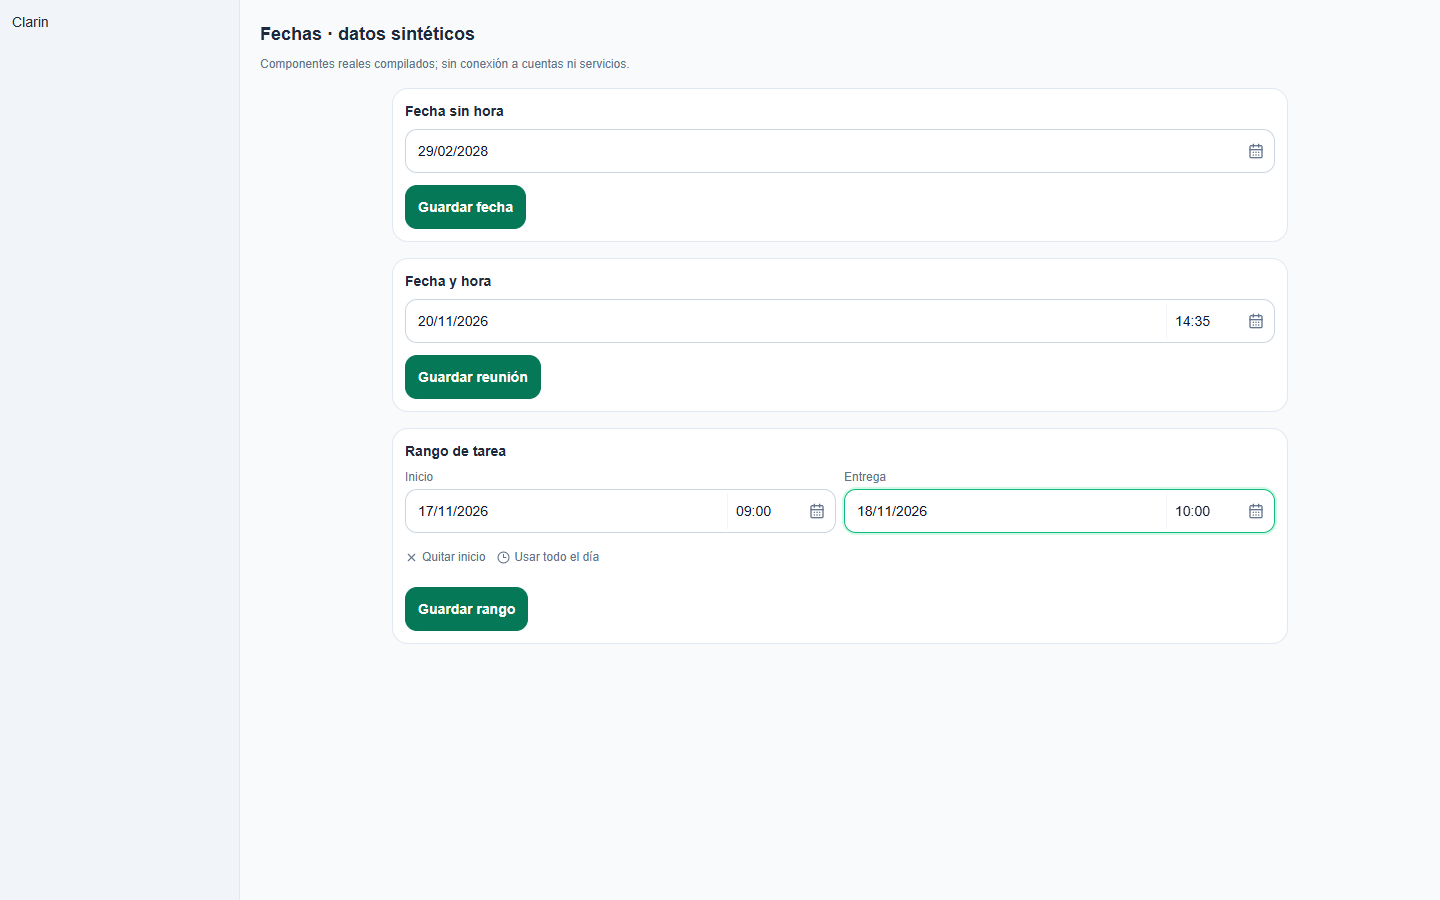 Clarin
Fechas · datos sintéticos
Componentes reales compilados; sin conexión a cuentas ni servicios.
Fecha sin hora
29/02/2028
Guardar fecha
Fecha y hora
20/11/2026 14:35
Guardar reunión
Rango de tarea
Inicio Entrega
17/11/2026 09:00 18/11/2026 10:00
Quitar inicio Usar todo el día
Guardar rango